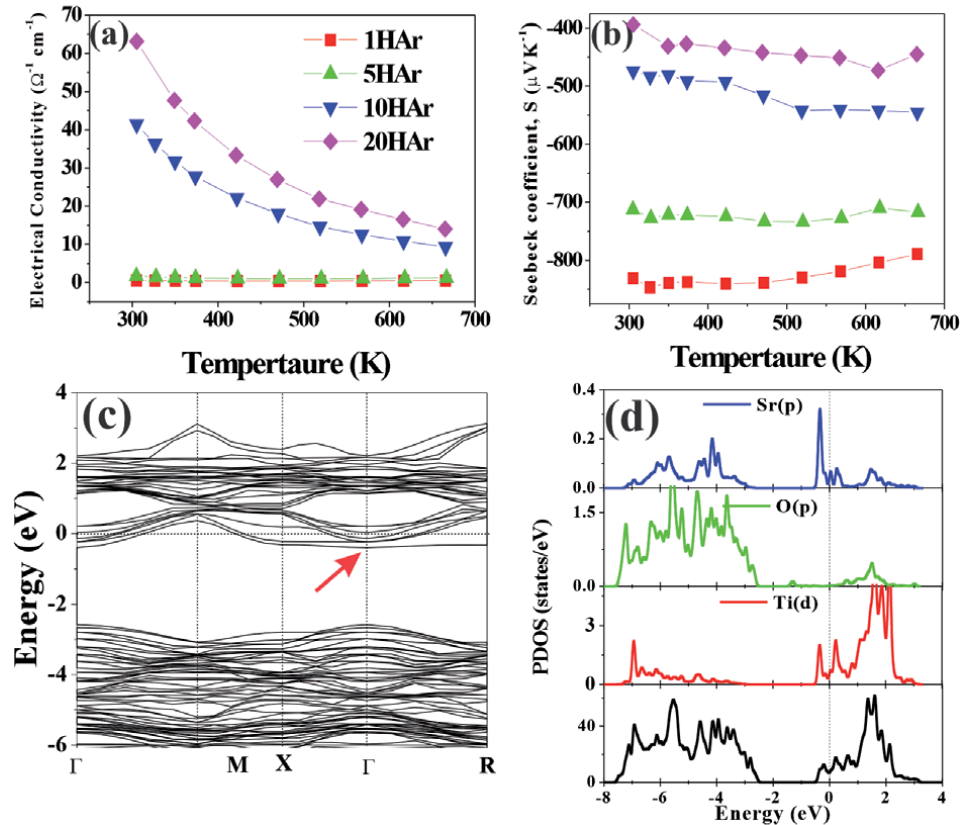 (a)
Electrical Conductivity (Ω⁻¹ cm⁻¹)
70
60
50
40
30
20
10
0
1HAr
5HAr
10HAr
20HAr
300 400 500 600 700
Tempertaure (K)
(b)
Seebeck coefficient, S (μVK⁻¹)
-400
-500
-600
-700
-800
300 400 500 600 700
Tempertaure (K)
(c)
Energy (eV)
4
2
0
-2
-4
-6
Γ M X Γ R
(d)
PDOS (states/eV)
0.4
0.2
0.0
Sr(p)
1.5
0.0
O(p)
3
0
Ti(d)
40
0
-8 -6 -4 -2 0 2 4
Energy (eV)